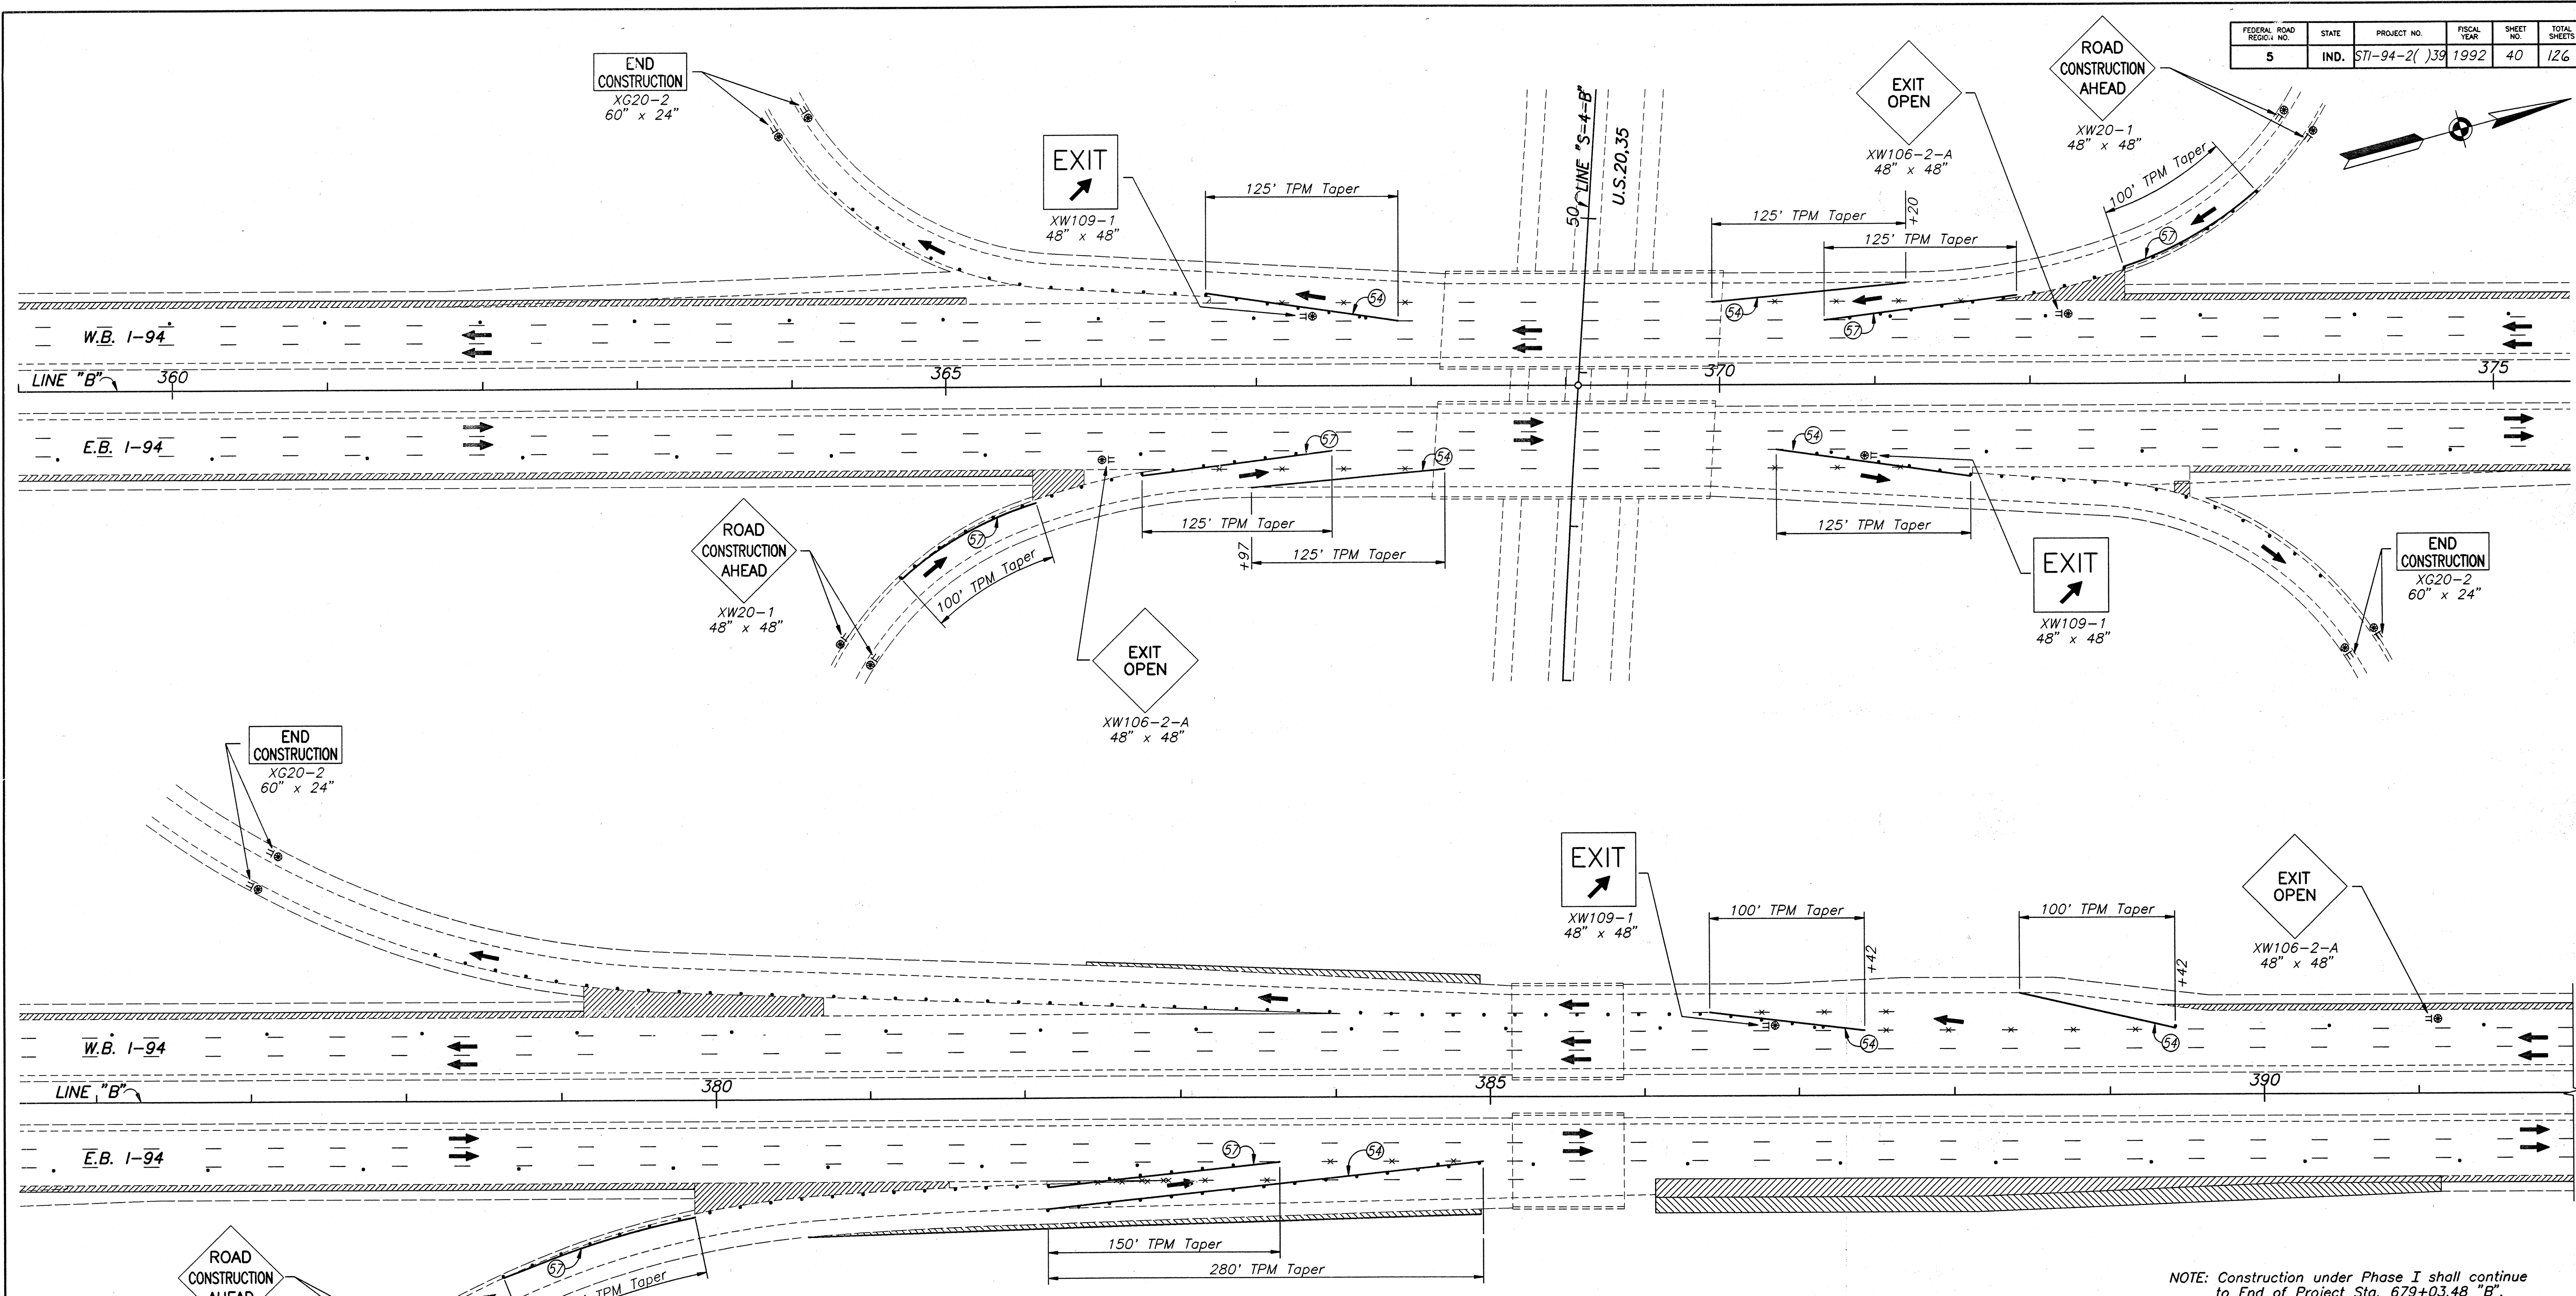 FEDERAL ROAD REGION NO.
STATE
PROJECT NO.
FISCAL YEAR
SHEET NO.
TOTAL SHEETS
5
IND.
STI-94-2( )39
1992
40
126
END
CONSTRUCTION
XG20-2
60" x 24"
EXIT
XW109-1
48" x 48"
125' TPM Taper
54
50
LINE "S-4-B"
U.S.20,35
EXIT
OPEN
XW106-2-A
48" x 48"
ROAD
CONSTRUCTION
AHEAD
XW20-1
48" x 48"
100' TPM Taper
57
125' TPM Taper
+20
125' TPM Taper
54
57
W.B. I-94
LINE "B"
360
365
370
375
E.B. I-94
57
54
54
125' TPM Taper
+97
125' TPM Taper
125' TPM Taper
57
100' TPM Taper
ROAD
CONSTRUCTION
AHEAD
XW20-1
48" x 48"
EXIT
OPEN
XW106-2-A
48" x 48"
EXIT
XW109-1
48" x 48"
END
CONSTRUCTION
XG20-2
60" x 24"
END
CONSTRUCTION
XG20-2
60" x 24"
EXIT
XW109-1
48" x 48"
100' TPM Taper
+42
54
100' TPM Taper
+42
54
EXIT
OPEN
XW106-2-A
48" x 48"
W.B. I-94
LINE "B"
380
385
390
E.B. I-94
57
54
150' TPM Taper
280' TPM Taper
57
TPM Taper
ROAD
CONSTRUCTION
AHEAD
NOTE: Construction under Phase I shall continue
to End of Project Sta. 679+03.48 "B".